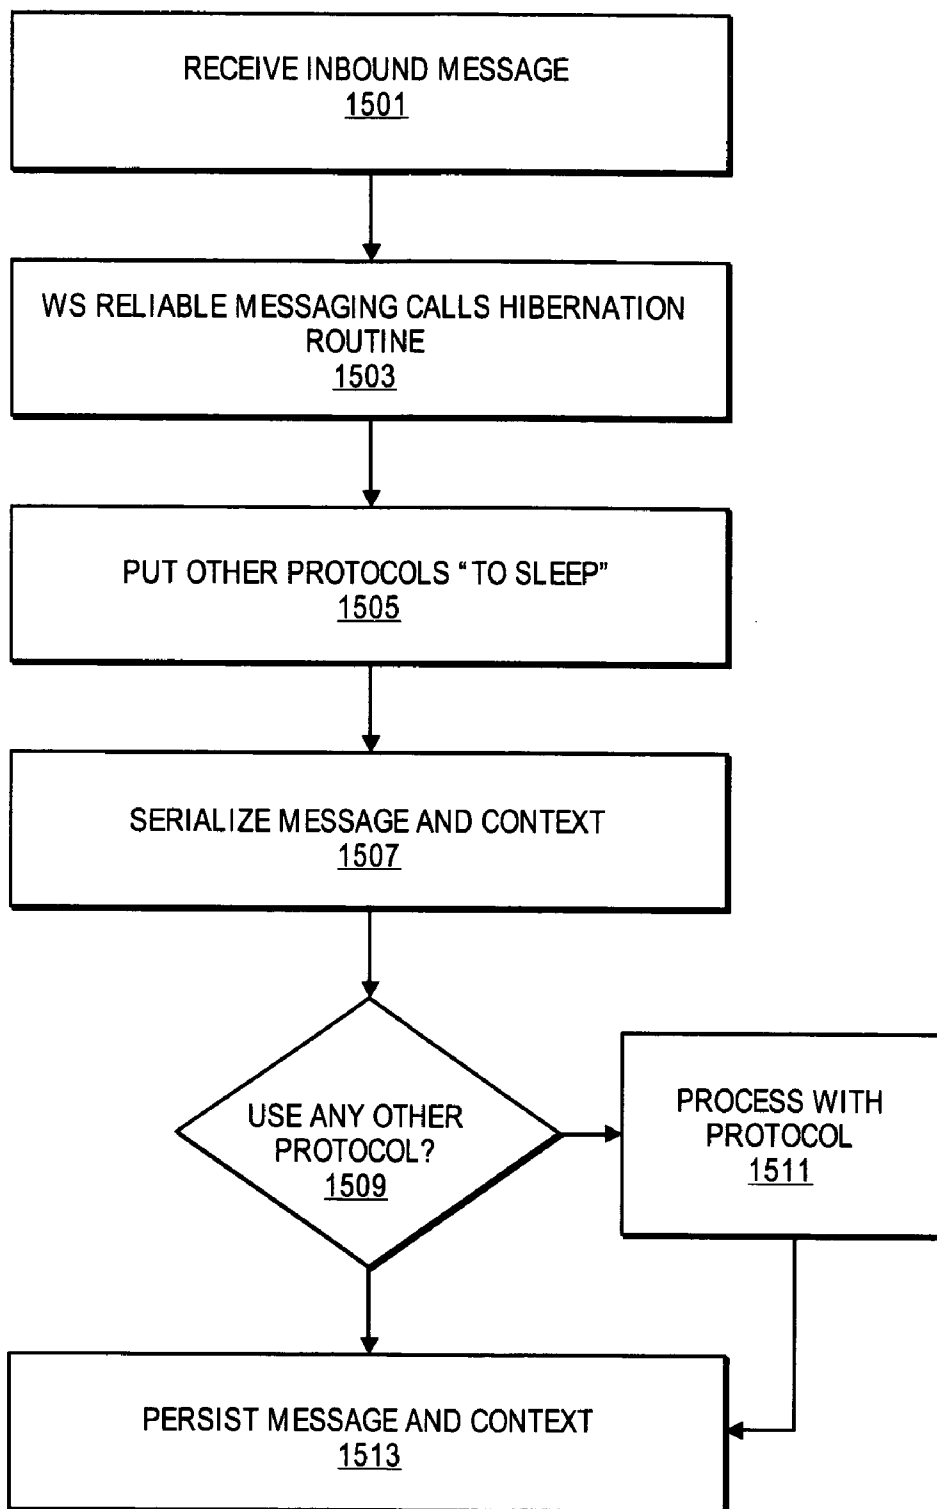 RECEIVE INBOUND MESSAGE
1501
WS RELIABLE MESSAGING CALLS HIBERNATION
ROUTINE
1503
PUT OTHER PROTOCOLS “TO SLEEP”
1505
SERIALIZE MESSAGE AND CONTEXT
1507
USE ANY OTHER
PROTOCOL?
1509
PROCESS WITH
PROTOCOL
1511
PERSIST MESSAGE AND CONTEXT
1513